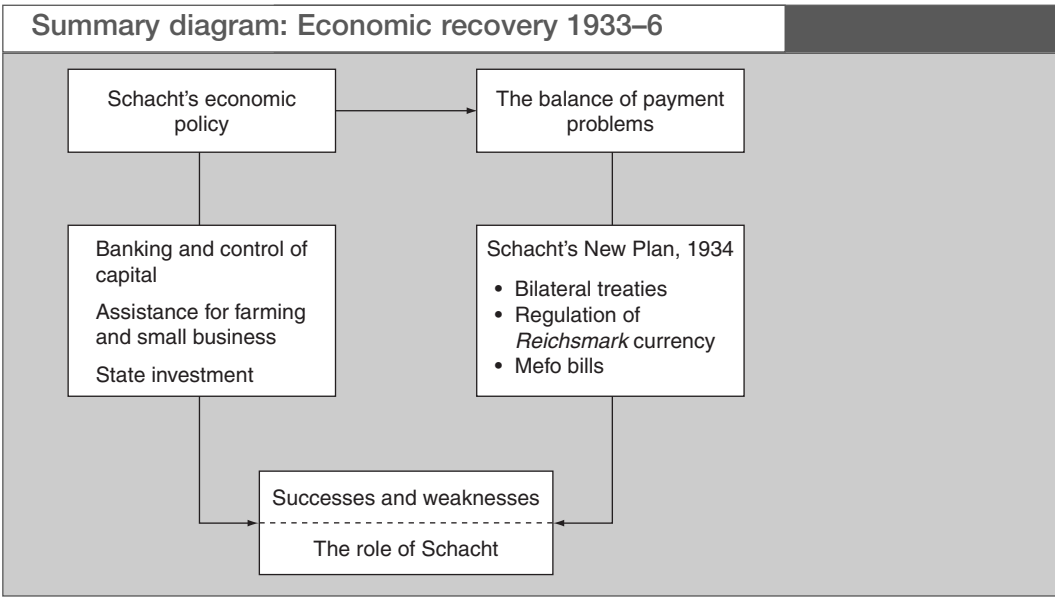 Summary diagram: Economic recovery 1933–6
Schacht's economic
policy
The balance of payment
problems
Banking and control of
capital
Assistance for farming
and small business
State investment
Schacht's New Plan, 1934
• Bilateral treaties
• Regulation of
Reichsmark currency
• Mefo bills
Successes and weaknesses
The role of Schacht